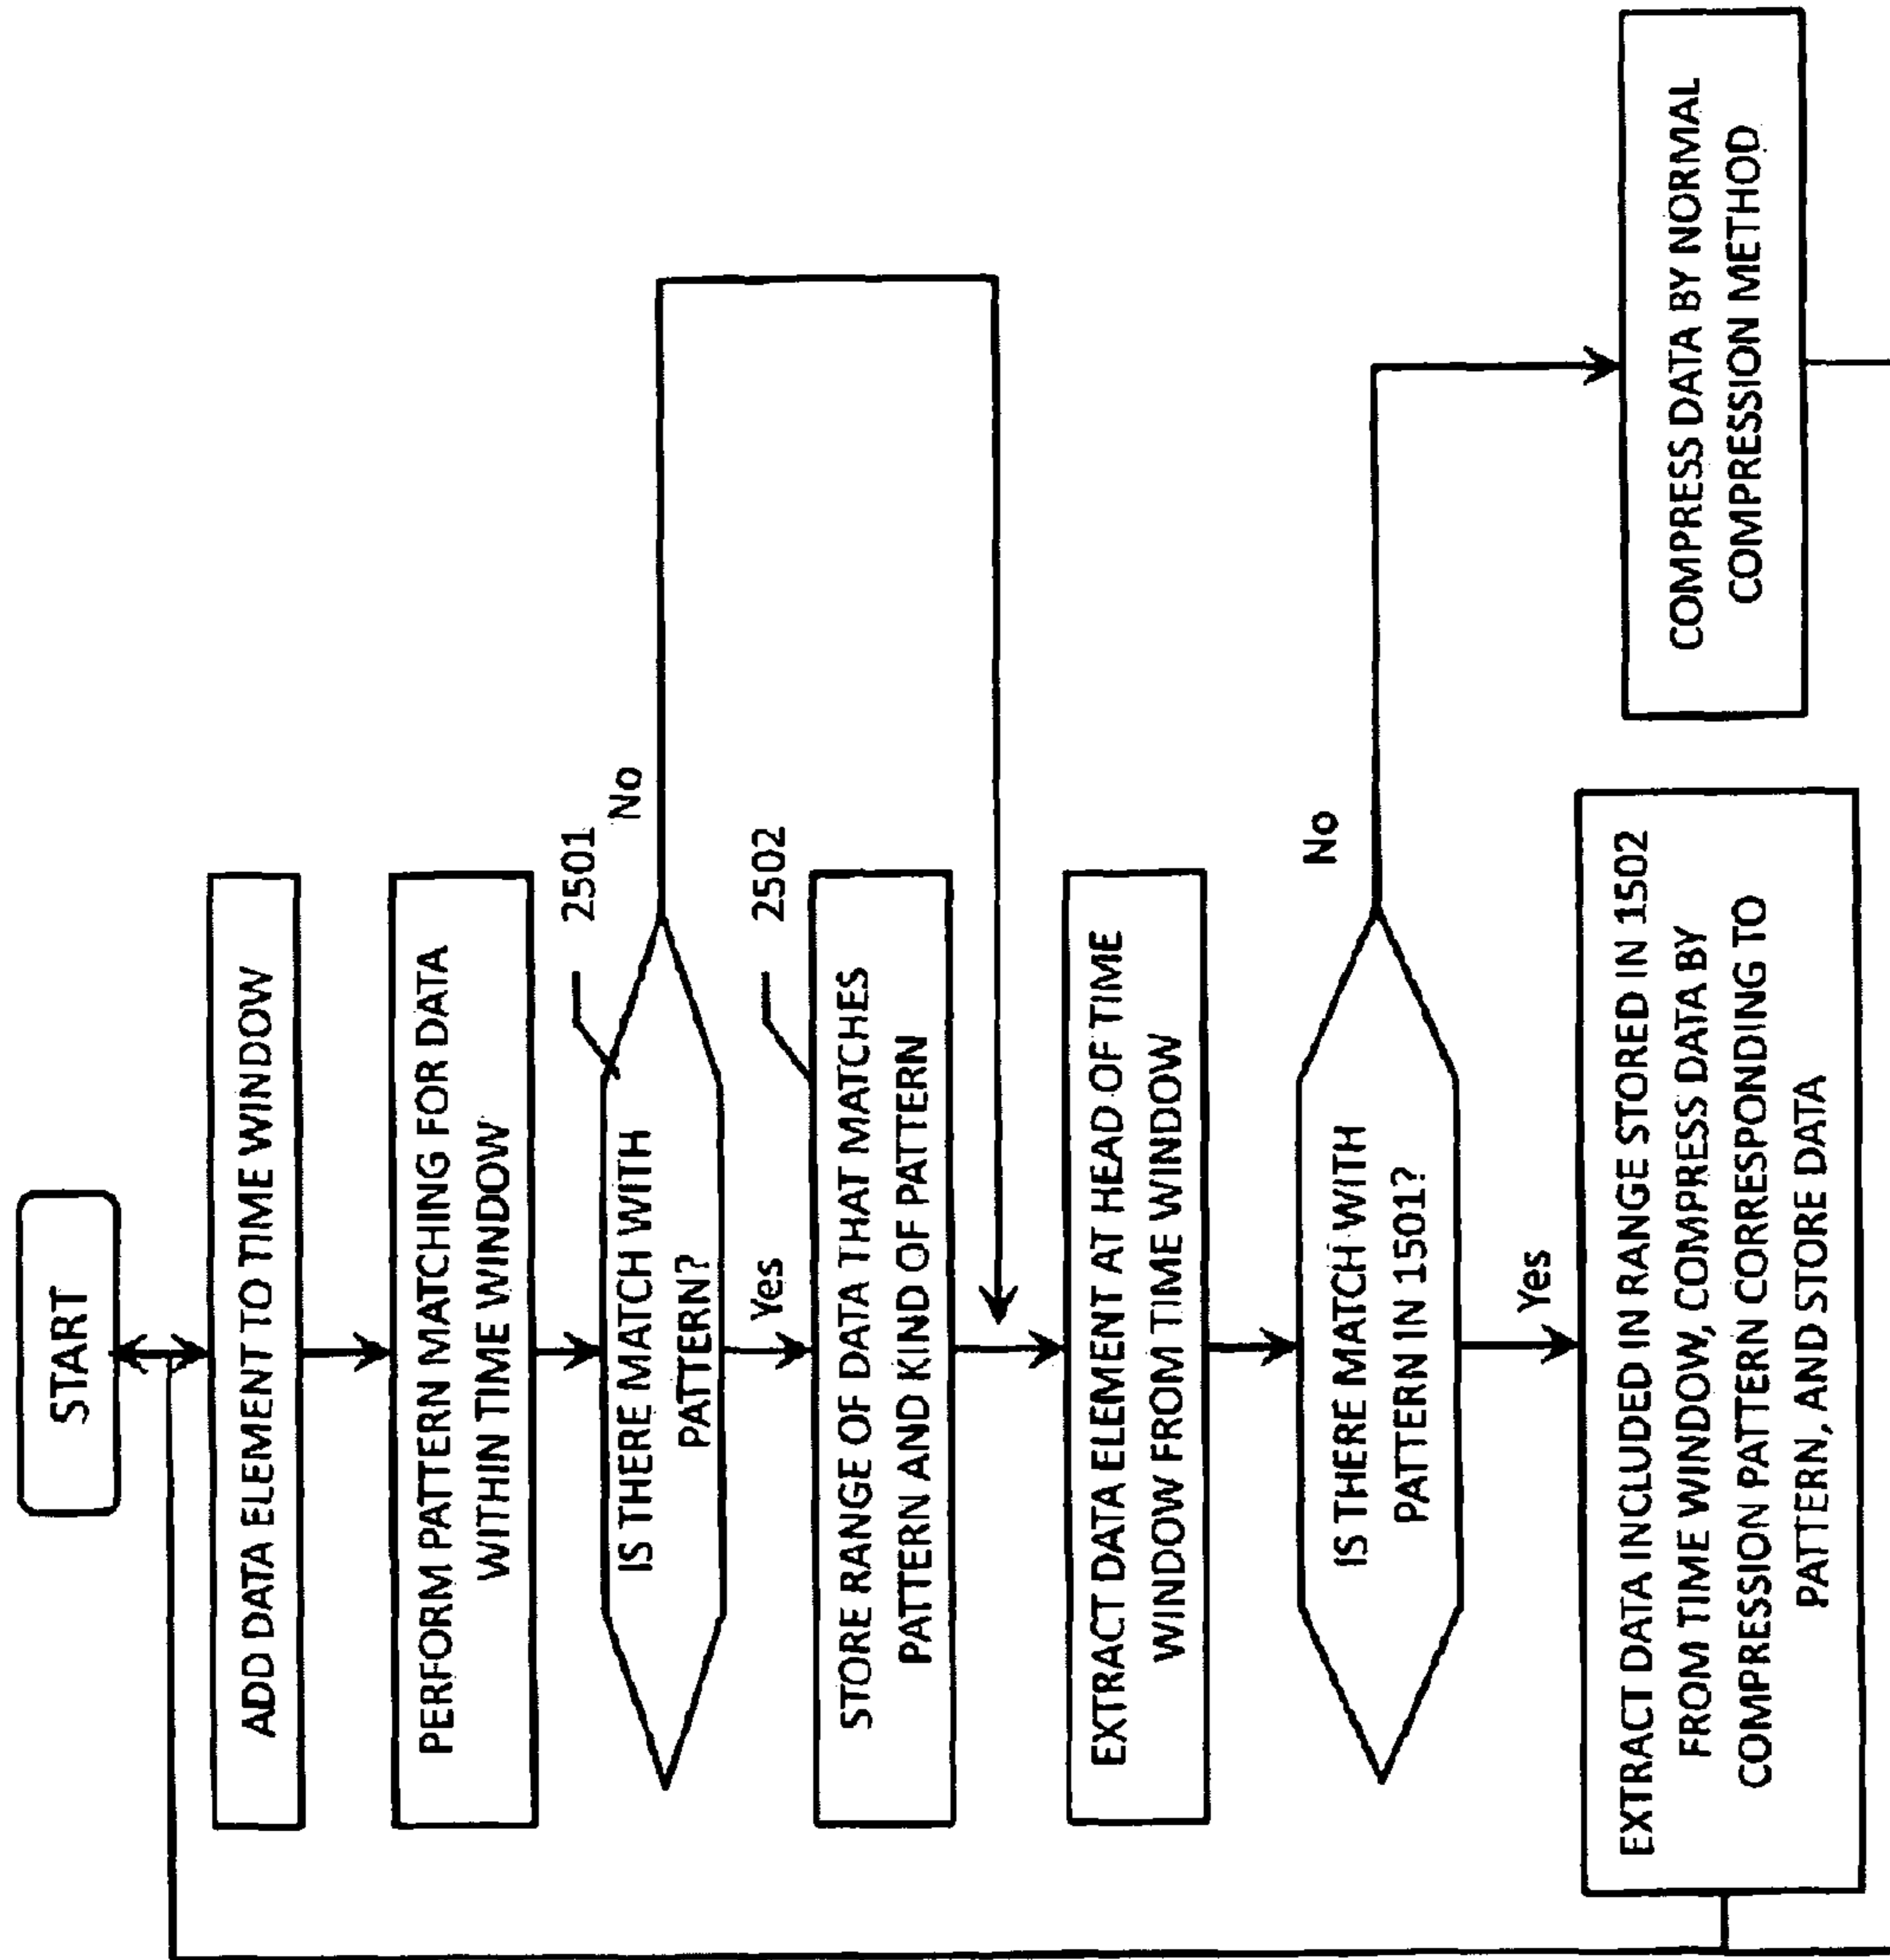 START
ADD DATA ELEMENT TO TIME WINDOW
PERFORM PATTERN MATCHING FOR DATA
WITHIN TIME WINDOW
2501
IS THERE MATCH WITH
PATTERN?
No
Yes
2502
STORE RANGE OF DATA THAT MATCHES
PATTERN AND KIND OF PATTERN
EXTRACT DATA ELEMENT AT HEAD OF TIME
WINDOW FROM TIME WINDOW
IS THERE MATCH WITH
PATTERN IN 1501?
No
Yes
EXTRACT DATA INCLUDED IN RANGE STORED IN 1502
FROM TIME WINDOW, COMPRESS DATA BY
COMPRESSION PATTERN CORRESPONDING TO
PATTERN, AND STORE DATA
COMPRESS DATA BY NORMAL
COMPRESSION METHOD